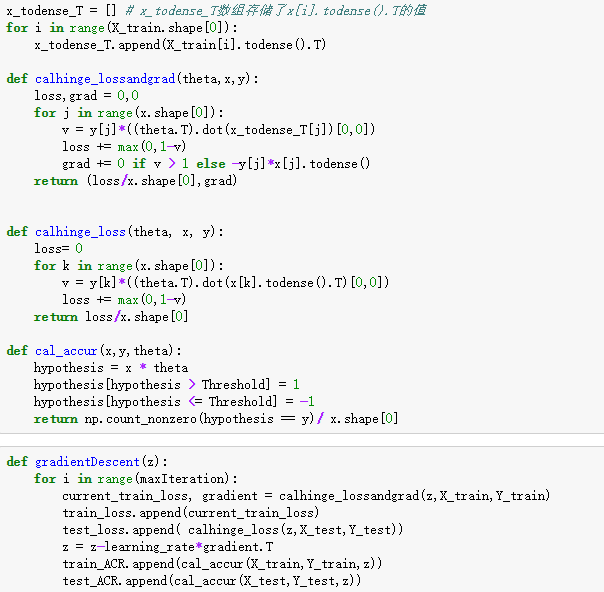 x_todense_T = [] # x_todense_T数组存储了x[i].todense().T的值
for i in range(X_train.shape[0]):
    x_todense_T.append(X_train[i].todense().T)

def calhinge_lossandgrad(theta,x,y):
    loss,grad = 0,0
    for j in range(x.shape[0]):
        v = y[j]*((theta.T).dot(x_todense_T[j])[0,0])
        loss += max(0,1-v)
        grad += 0 if v > 1 else -y[j]*x[j].todense()
    return (loss/x.shape[0],grad)

def calhinge_loss(theta, x, y):
    loss= 0
    for k in range(x.shape[0]):
        v = y[k]*((theta.T).dot(x[k].todense().T)[0,0])
        loss += max(0,1-v)
    return loss/x.shape[0]

def cal_accur(x,y,theta):
    hypothesis = x * theta
    hypothesis[hypothesis > Threshold] = 1
    hypothesis[hypothesis <= Threshold] = -1
    return np.count_nonzero(hypothesis == y)/ x.shape[0]

def gradientDescent(z):
    for i in range(maxIteration):
        current_train_loss, gradient = calhinge_lossandgrad(z,X_train,Y_train)
        train_loss.append(current_train_loss)
        test_loss.append( calhinge_loss(z,X_test,Y_test))
        z = z-learning_rate*gradient.T
        train_ACR.append(cal_accur(X_train,Y_train,z))
        test_ACR.append(cal_accur(X_test,Y_test,z))